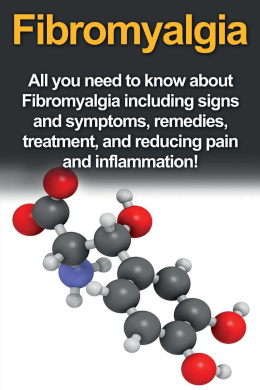 Fibromyalgia
All you need to know about
Fibromyalgia including signs
and symptoms, remedies,
treatment, and reducing pain
and inflammation!